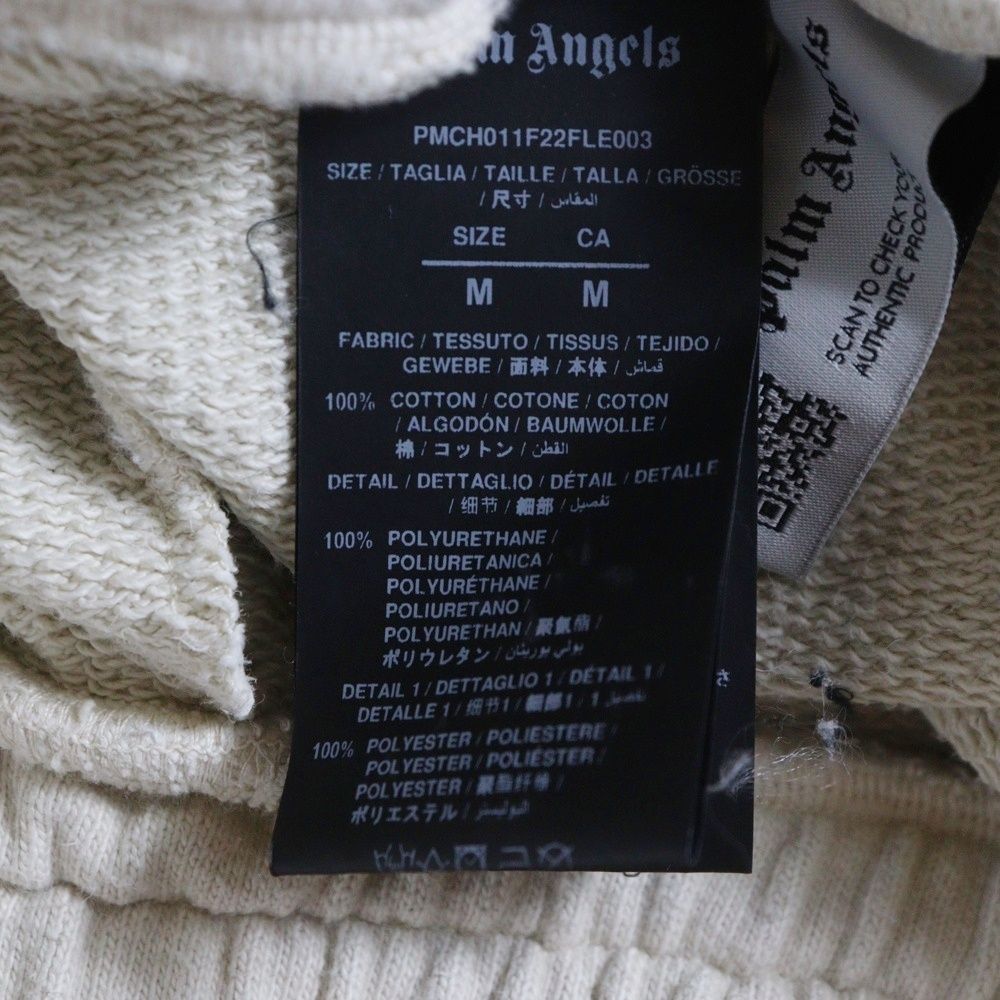 Angels
PMCH011F22FLE003
SIZE / TAGLIA / TAILLE / TALLA / GRÖSSE
/ 尺寸 / المقاس
SIZE CA
M M
FABRIC / TESSUTO / TISSUS / TEJIDO /
GEWEBE / 面料 / 本体 / قماش
100% COTTON / COTONE / COTON
/ ALGODÓN / BAUMWOLLE /
棉 / コットン / القطن
DETAIL / DETTAGLIO / DÉTAIL / DETALLE
/ 细节 / 細部 / تفصيل
100% POLYURETHANE /
POLIURETANICA /
POLYURÉTHANE /
POLIURETANO /
POLYURETHAN / 聚氨酯 /
ポリウレタン / بولي يوريثان
DETAIL 1 / DETTAGLIO 1 / DÉTAIL 1 /
DETALLE 1 / 细节1 / 細部1 / تفصيل 1
100% POLYESTER / POLIESTERE /
POLYESTER / POLIÉSTER /
POLYESTER / 聚酯纤维 /
ポリエステル / البوليستر
Palm Angels
SCAN TO CHECK YOUR
AUTHENTIC PRODUCT